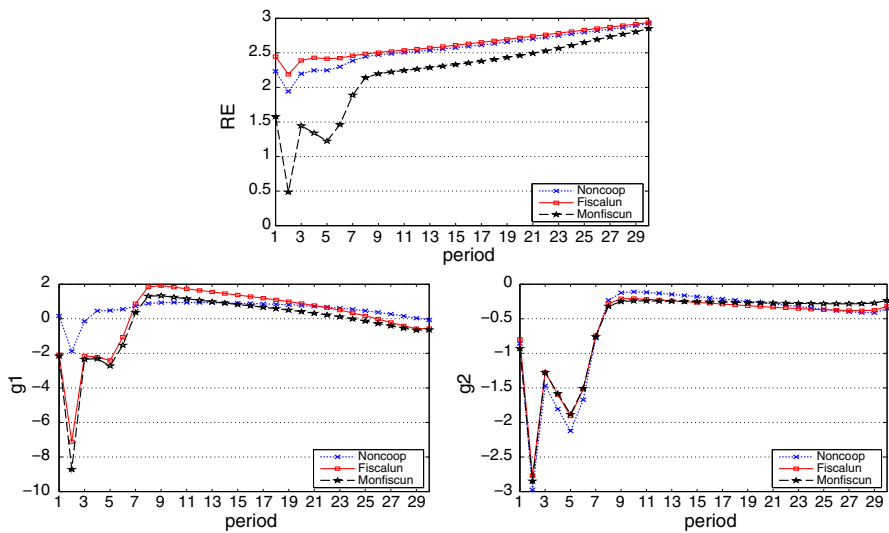 RE
3
2.5
2
1.5
1
0.5
0
1 3 5 7 9 11 13 15 17 19 21 23 25 27 29
period
Noncoop
Fiscalun
Monfiscun
g1
2
0
−2
−4
−6
−8
−10
1 3 5 7 9 11 13 15 17 19 21 23 25 27 29
period
Noncoop
Fiscalun
Monfiscun
g2
0
−0.5
−1
−1.5
−2
−2.5
−3
1 3 5 7 9 11 13 15 17 19 21 23 25 27 29
period
Noncoop
Fiscalun
Monfiscun